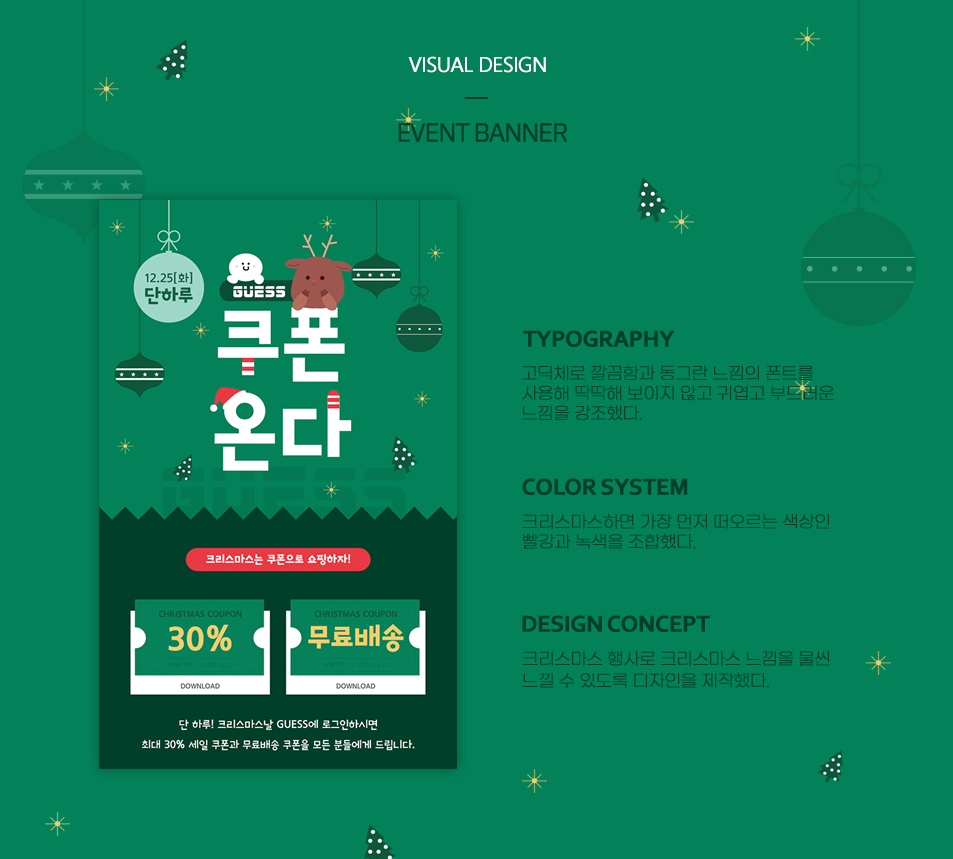 VISUAL DESIGN
EVENT BANNER
12.25[화]
단하루
GUESS
쿠폰
온다
GUESS
크리스마스는 쿠폰으로 쇼핑하자!
CHRISTMAS COUPON
30%
DOWNLOAD
CHRISTMAS COUPON
무료배송
DOWNLOAD
단 하루! 크리스마스날 GUESS에 로그인하시면
최대 30% 세일 쿠폰과 무료배송 쿠폰을 모든 분들에게 드립니다.
TYPOGRAPHY
고딕체로 깔끔함과 동그란 느낌의 폰트를
사용해 딱딱해 보이지 않고 귀엽고 부드러운
느낌을 강조했다.
COLOR SYSTEM
크리스마스하면 가장 먼저 떠오르는 색상인
빨강과 녹색을 조합했다.
DESIGN CONCEPT
크리스마스 행사로 크리스마스 느낌을 물씬
느낄 수 있도록 디자인을 제작했다.